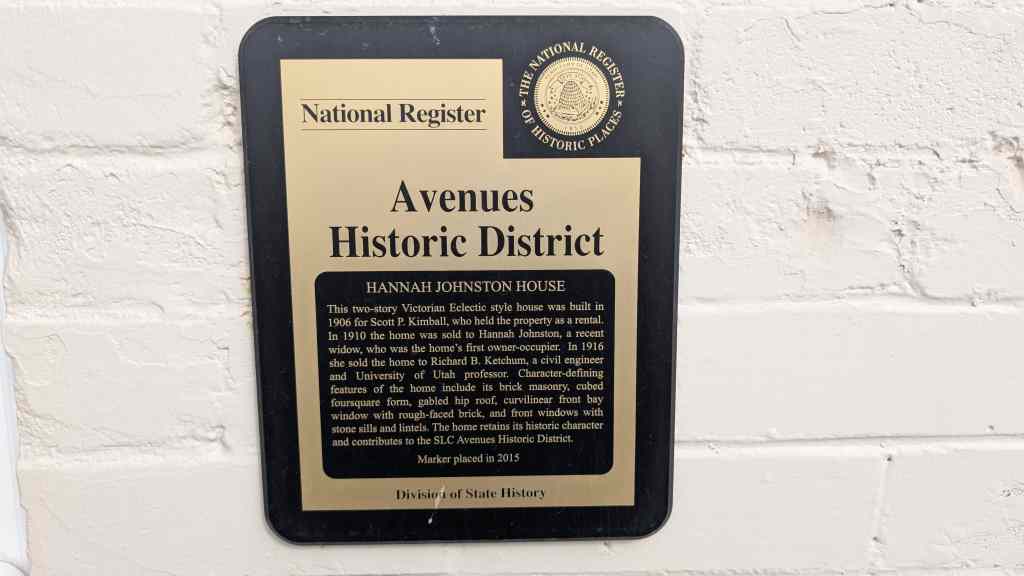 National Register
THE NATIONAL REGISTER
OF HISTORIC PLACES
Avenues
Historic District
HANNAH JOHNSTON HOUSE
This two-story Victorian Eclectic style house was built in
1906 for Scott P. Kimball, who held the property as a rental.
In 1910 the home was sold to Hannah Johnston, a recent
widow, who was the home's first owner-occupier. In 1916
she sold the home to Richard B. Ketchum, a civil engineer
and University of Utah professor. Character-defining
features of the home include its brick masonry, cubed
foursquare form, gabled hip roof, curvilinear front bay
window with rough-faced brick, and front windows with
stone sills and lintels. The home retains its historic character
and contributes to the SLC Avenues Historic District.
Marker placed in 2015
Division of State History